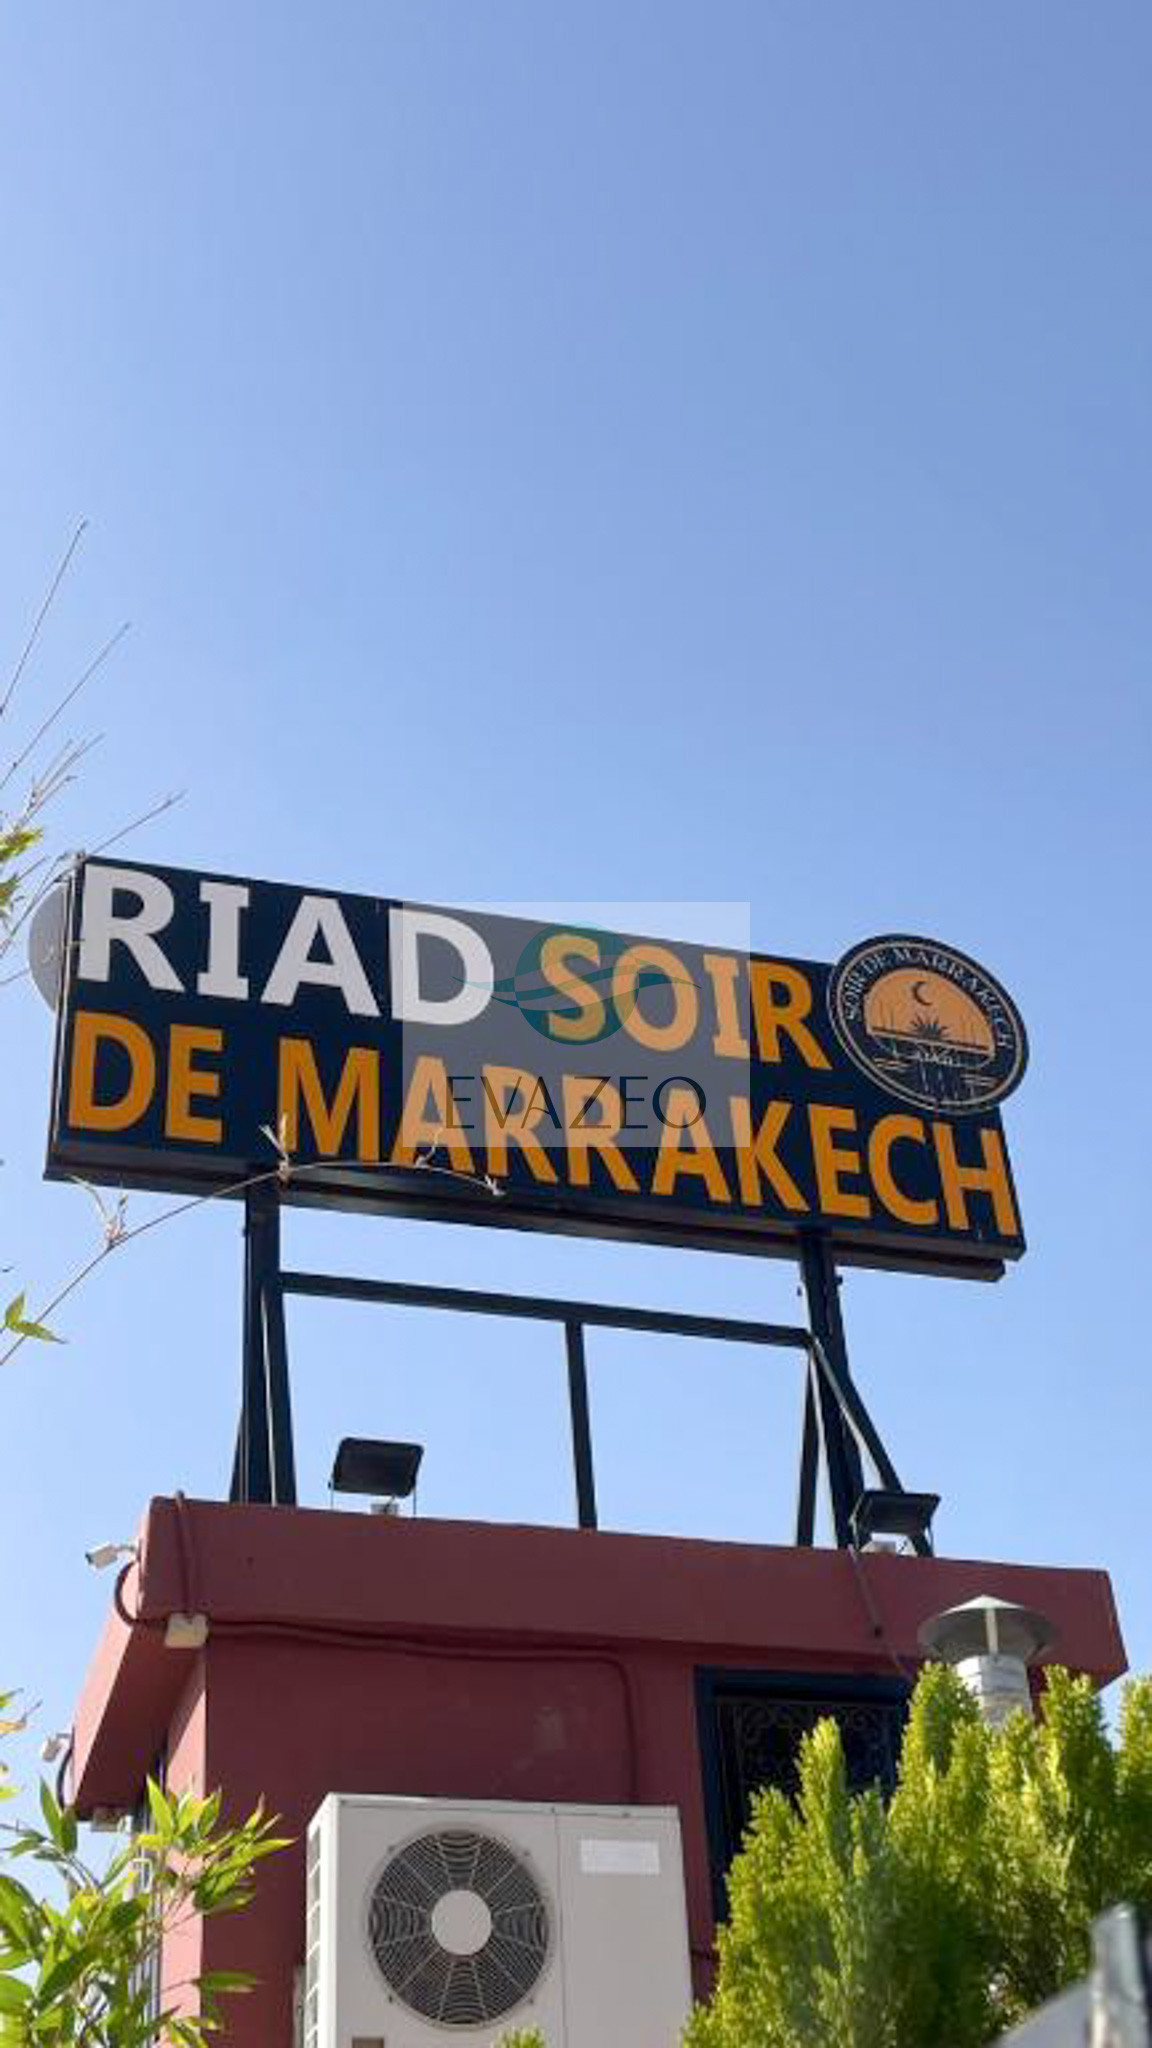 RIAD SOIR
DE MARRAKECH
SOIR DE MARRAKECH
EVAZEO